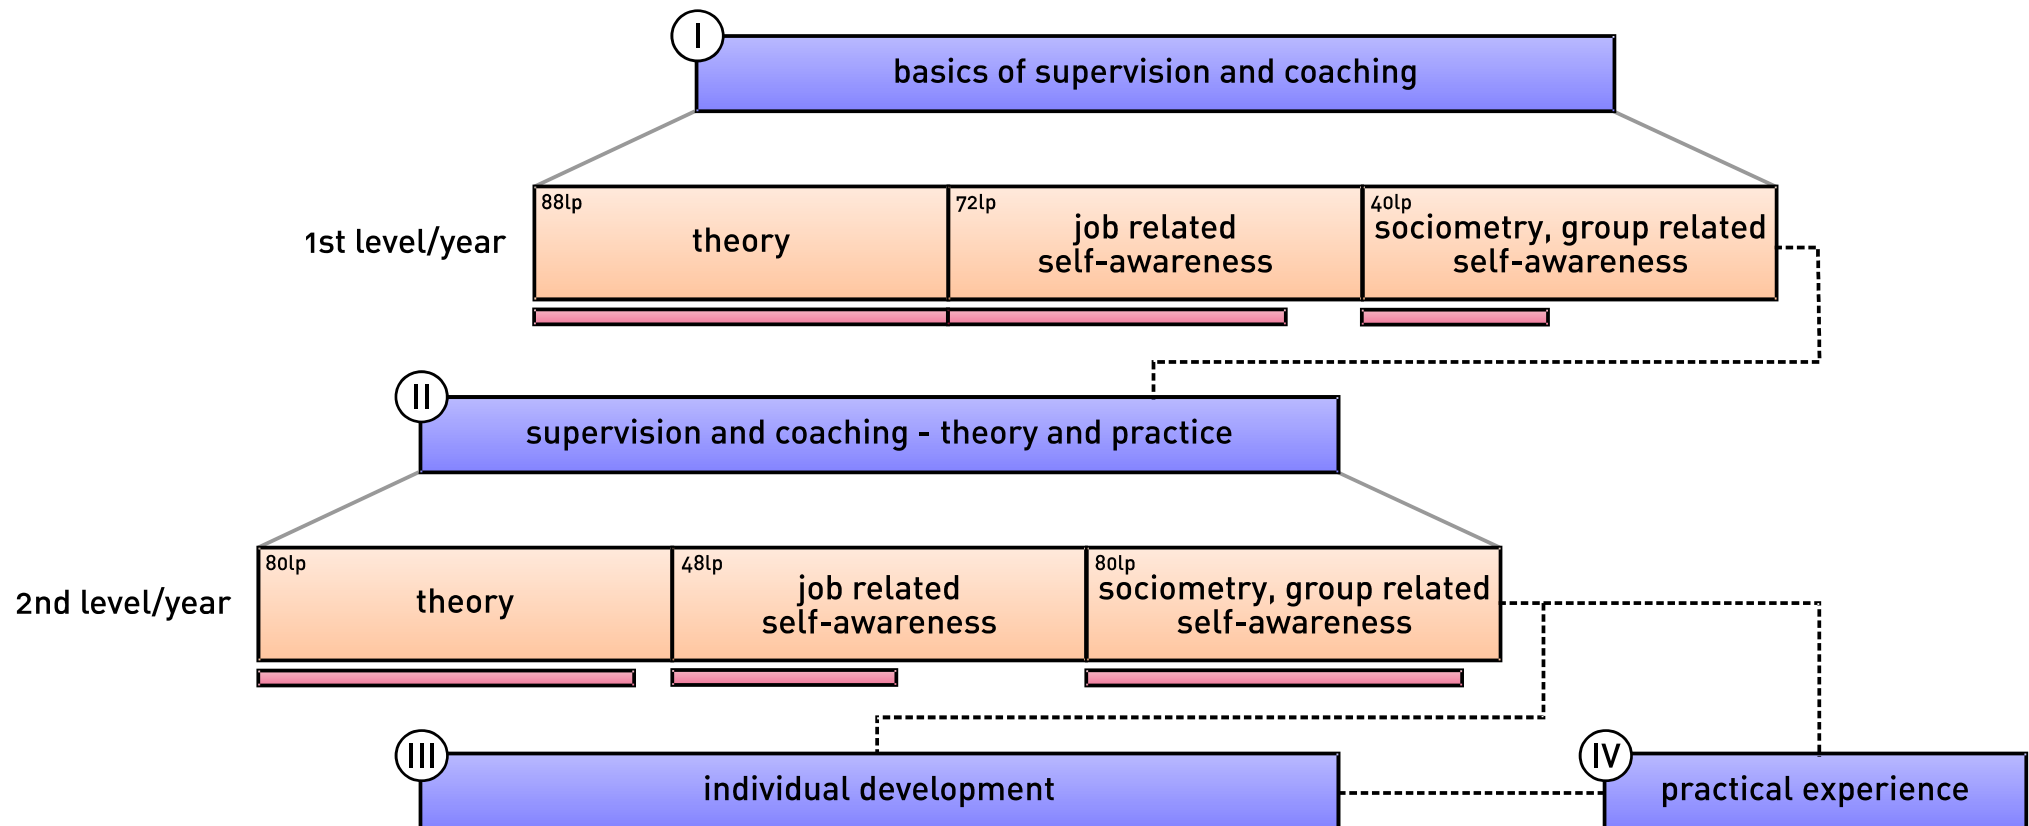 I
basics of supervision and coaching
1st level/year
88lp
theory
72lp
job related
self-awareness
40lp
sociometry, group related
self-awareness
II
supervision and coaching - theory and practice
2nd level/year
80lp
theory
48lp
job related
self-awareness
80lp
sociometry, group related
self-awareness
III
individual development
IV
practical experience